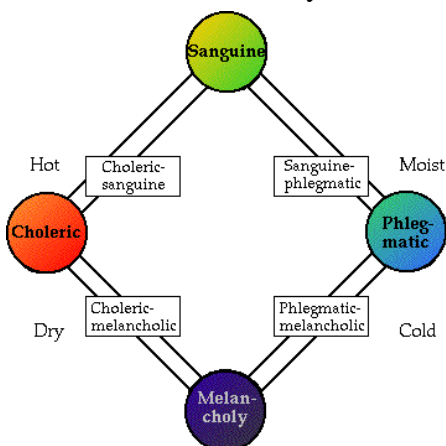 Sanguine
Hot
Choleric-
sanguine
Sanguine-
phlegmatic
Moist
Choleric
Phleg-
matic
Dry
Choleric-
melancholic
Phlegmatic-
melancholic
Cold
Melan-
choly